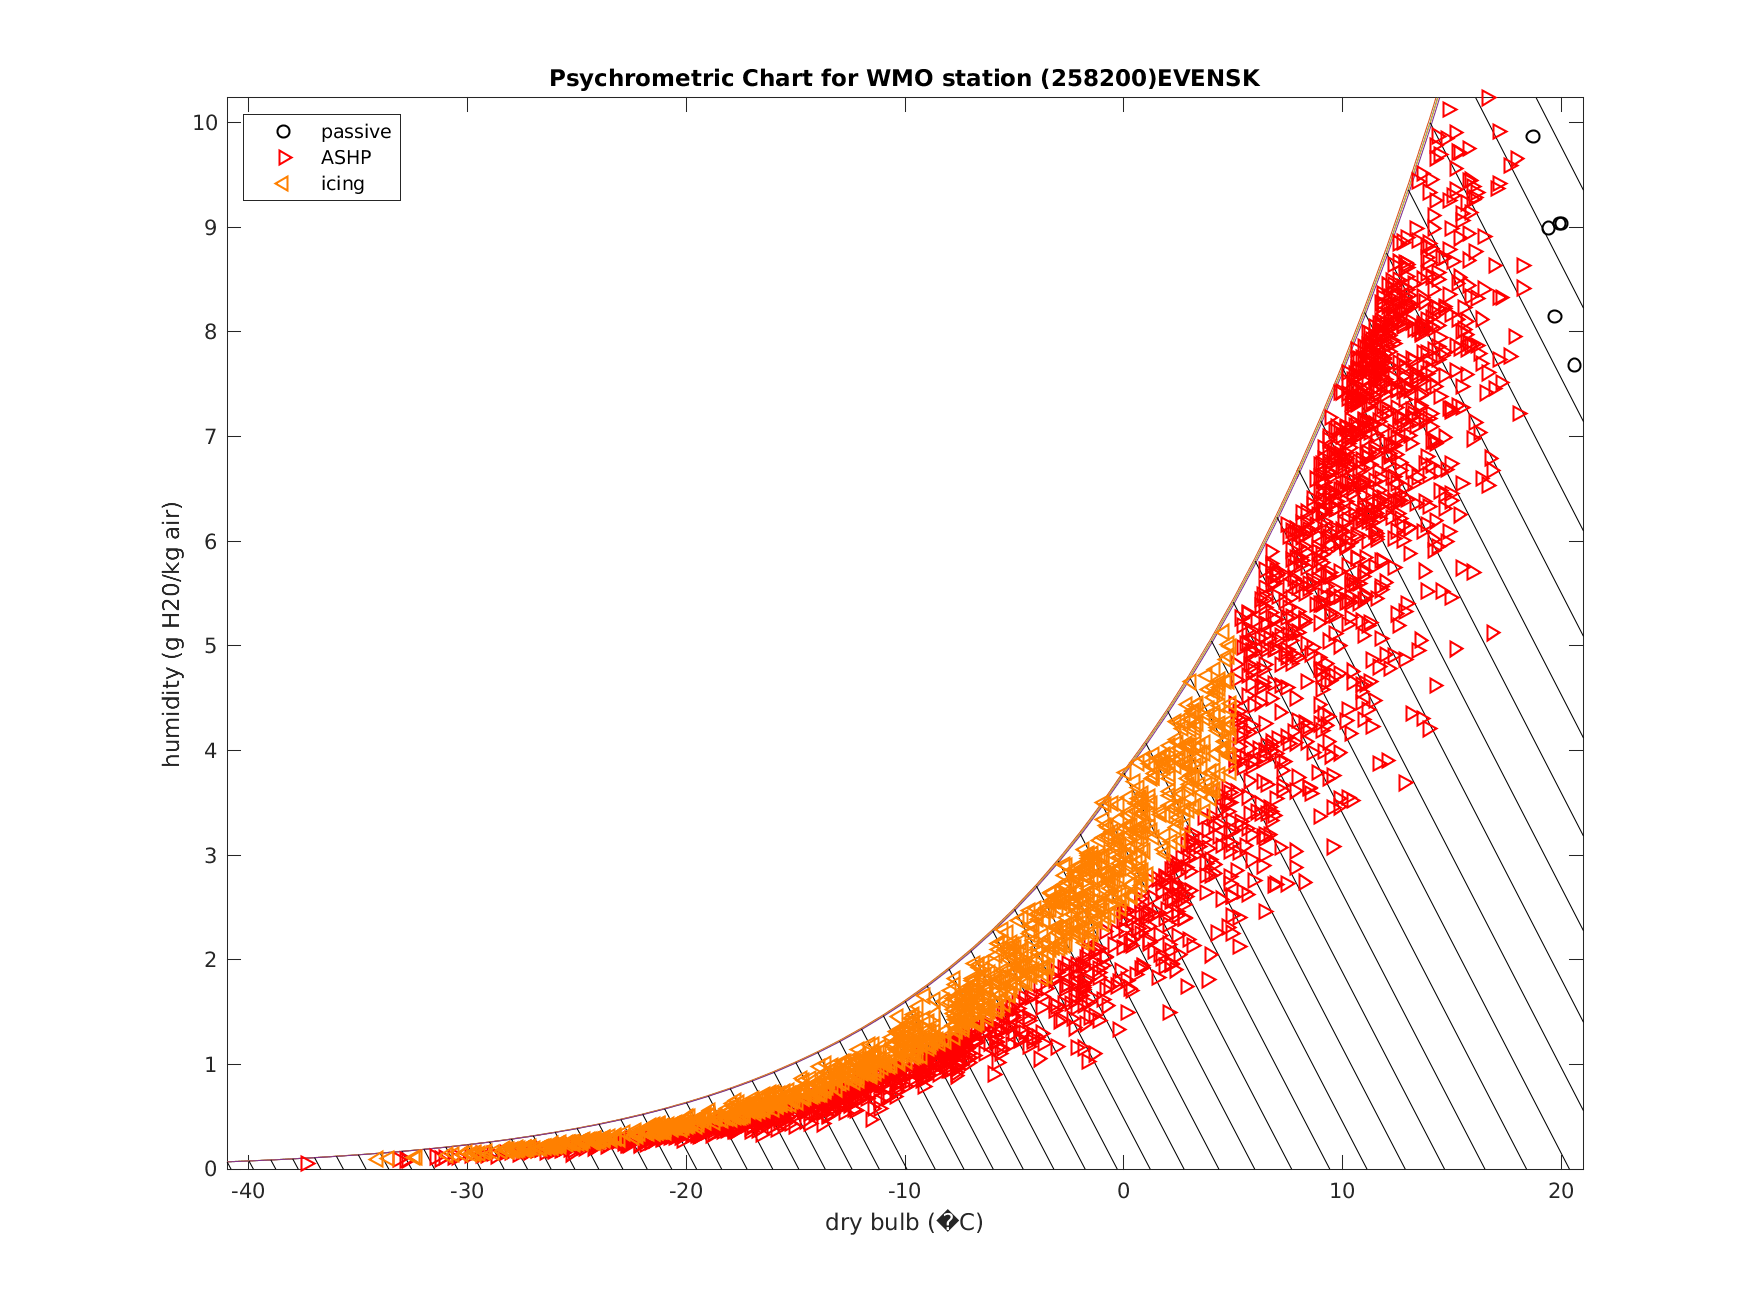 Psychrometric Chart for WMO station (258200)EVENSK
passive
ASHP
icing
10
9
8
7
6
5
4
3
2
1
0
humidity (g H20/kg air)
-40 -30 -20 -10 0 10 20
dry bulb (�C)